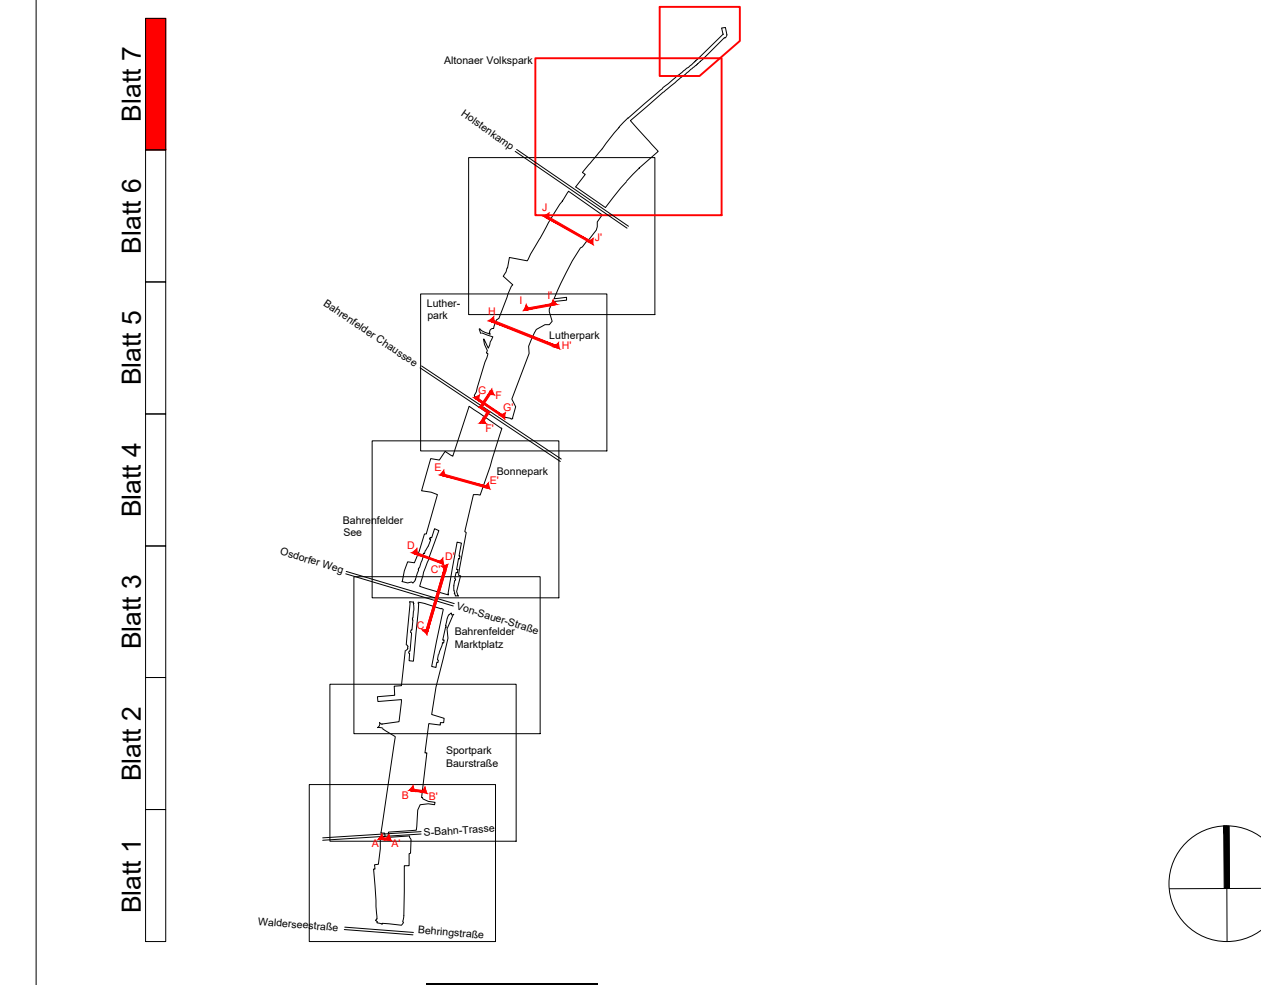 Blatt 7
Blatt 6
Blatt 5
Blatt 4
Blatt 3
Blatt 2
Blatt 1
Altonaer Volkspark
Holstenkamp
J
J'
I
I'
Luther-
park
H
Lutherpark
H'
Bahrenfelder Chaussee
G
F
G'
F'
E
Bonnepark
E'
Bahrenfelder
See
D
D'
C'
Osdorfer Weg
Von-Sauer-Straße
C
Bahrenfelder
Marktplatz
Sportpark
Baurstraße
B
B'
S-Bahn-Trasse
A
A'
Walderseestraße
Behringstraße